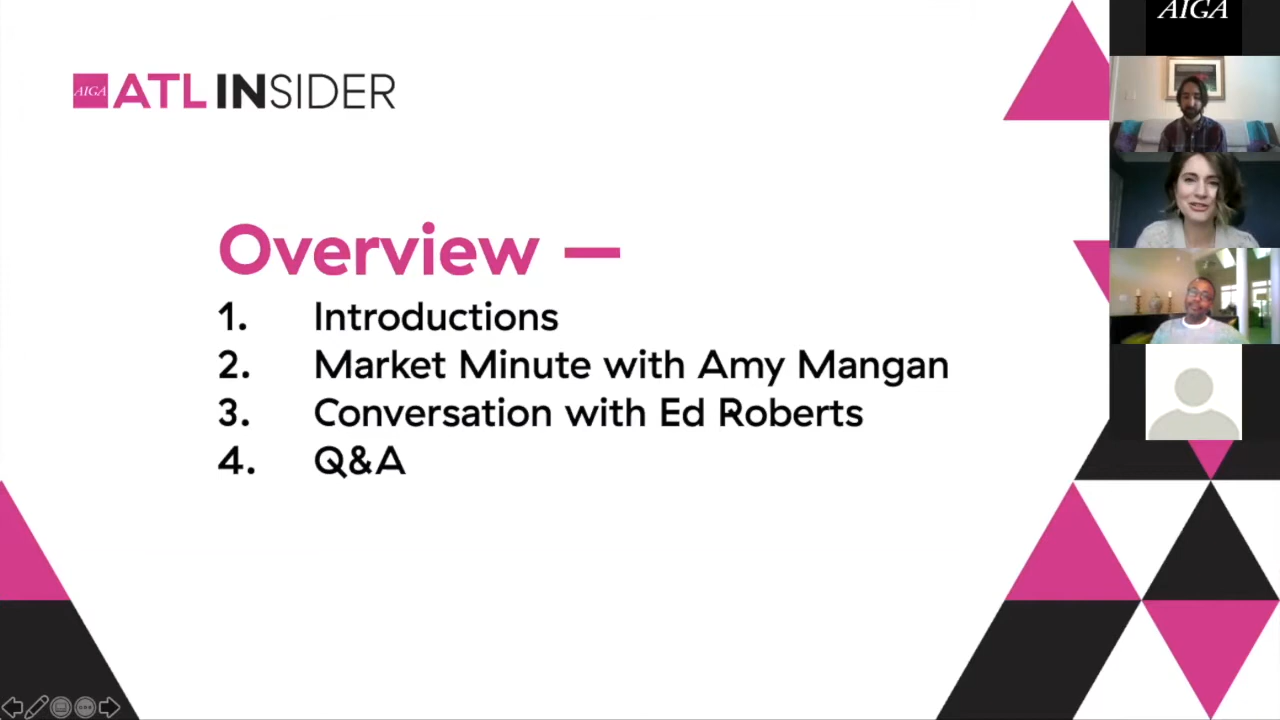 AIGA ATL INSIDER
AIGA
Overview —
1. Introductions
2. Market Minute with Amy Mangan
3. Conversation with Ed Roberts
4. Q&A